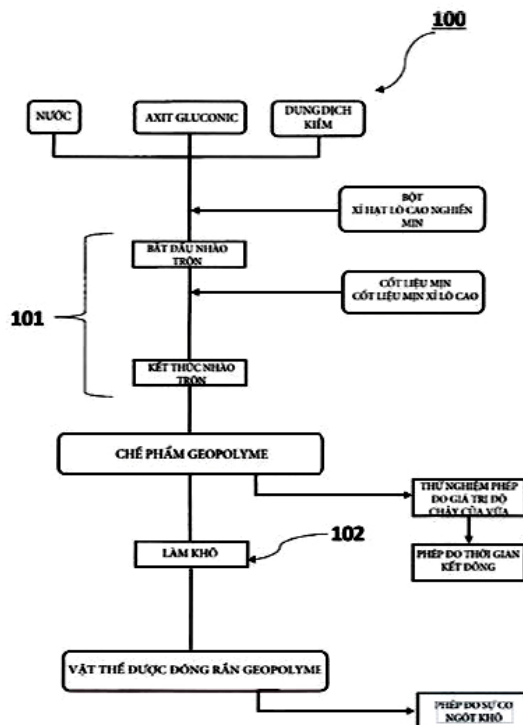 100
NƯỚC
AXIT GLUCONIC
DUNG DỊCH
KIỀM
BỘT
XỈ HẠT LÒ CAO NGHIỀN
MỊN
BẮT ĐẦU NHÀO
TRỘN
CỐT LIỆU MỊN
CỐT LIỆU MỊN XỈ LÒ CAO
101
KẾT THÚC NHÀO
TRỘN
CHẾ PHẨM GEOPOLYME
THỬ NGHIỆM PHÉP
ĐO GIÁ TRỊ ĐỘ
CHẢY CỦA VỮA
LÀM KHÔ
102
PHÉP ĐO THỜI GIAN
KẾT ĐÔNG
VẬT THỂ ĐƯỢC ĐÓNG RẮN GEOPOLYME
PHÉP ĐO SỰ CO
NGÓT KHÔ